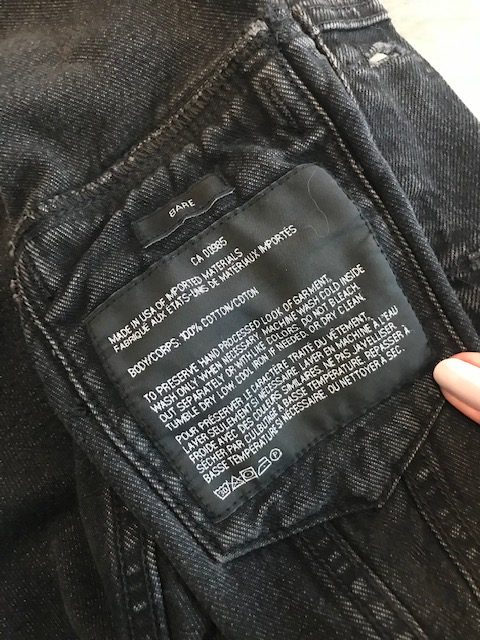 BARE
CA 00985
MADE IN USA OF IMPORTED MATERIALS
FABRIQUE AUX ETATS-UNIS DE MATERIAUX IMPORTÉS
BODY/CORPS: 100% COTTON/COTON
TO PRESERVE HAND PROCESSED LOOK OF GARMENT,
WASH ONLY WHEN NECESSARY. MACHINE WASH COLD INSIDE
OUT SEPARATELY OR WITH LIKE COLORS. DO NOT BLEACH.
TUMBLE DRY LOW. COOL IRON IF NEEDED, OR DRY CLEAN.
POUR PRÉSERVER LE CARACTÈRE TRAITÉ DU VÊTEMENT,
LAVER SEULEMENT SI NÉCESSAIRE. LAVER EN MACHINE À L'EAU
FROIDE AVEC DES COULEURS SIMILAIRES. NE PAS JAVELLISER.
SÉCHER PAR CULBUTAGE À BASSE TEMPÉRATURE. REPASSER À
BASSE TEMPÉRATURE SI NÉCESSAIRE OU NETTOYER À SEC.